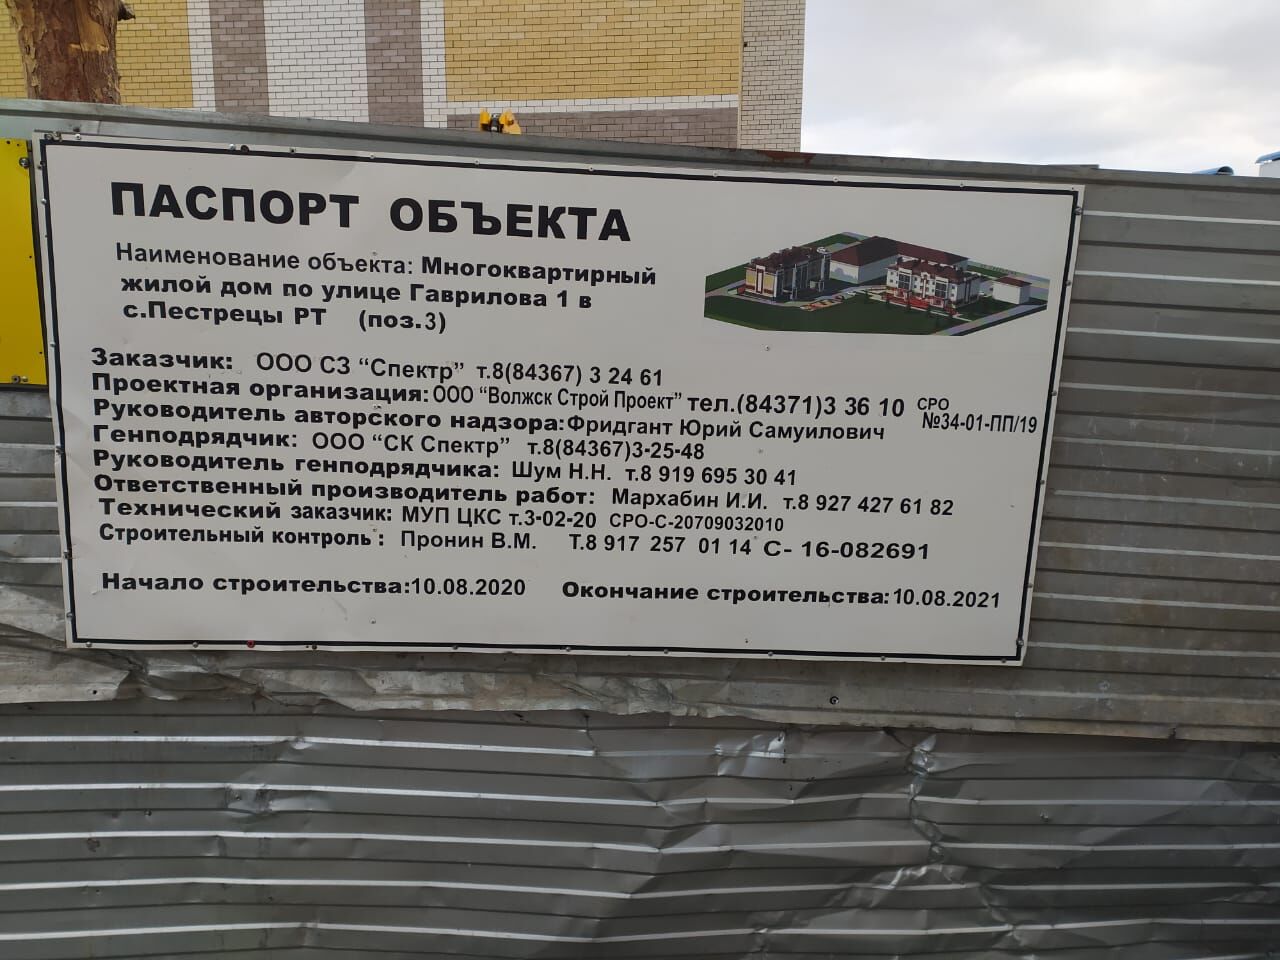 ПАСПОРТ ОБЪЕКТА
Наименование объекта: Многоквартирный
жилой дом по улице Гаврилова 1 в
с.Пестрецы РТ (поз.3)
Заказчик: ООО СЗ “Спектр” т.8(84367) 3 24 61
Проектная организация: ООО “Волжск Строй Проект” тел.(84371)3 36 10 СРО
№34-01-ПП/19
Руководитель авторского надзора:Фридгант Юрий Самуилович
Генподрядчик: ООО “СК Спектр” т.8(84367)3-25-48
Руководитель генподрядчика: Шум Н.Н. т.8 919 695 30 41
Ответственный производитель работ: Мархабин И.И. т.8 927 427 61 82
Технический заказчик: МУП ЦКС т.3-02-20 СРО-С-20709032010
Строительный контроль : Пронин В.М. Т.8 917 257 01 14 С- 16-082691
Начало строительства:10.08.2020 Окончание строительства:10.08.2021